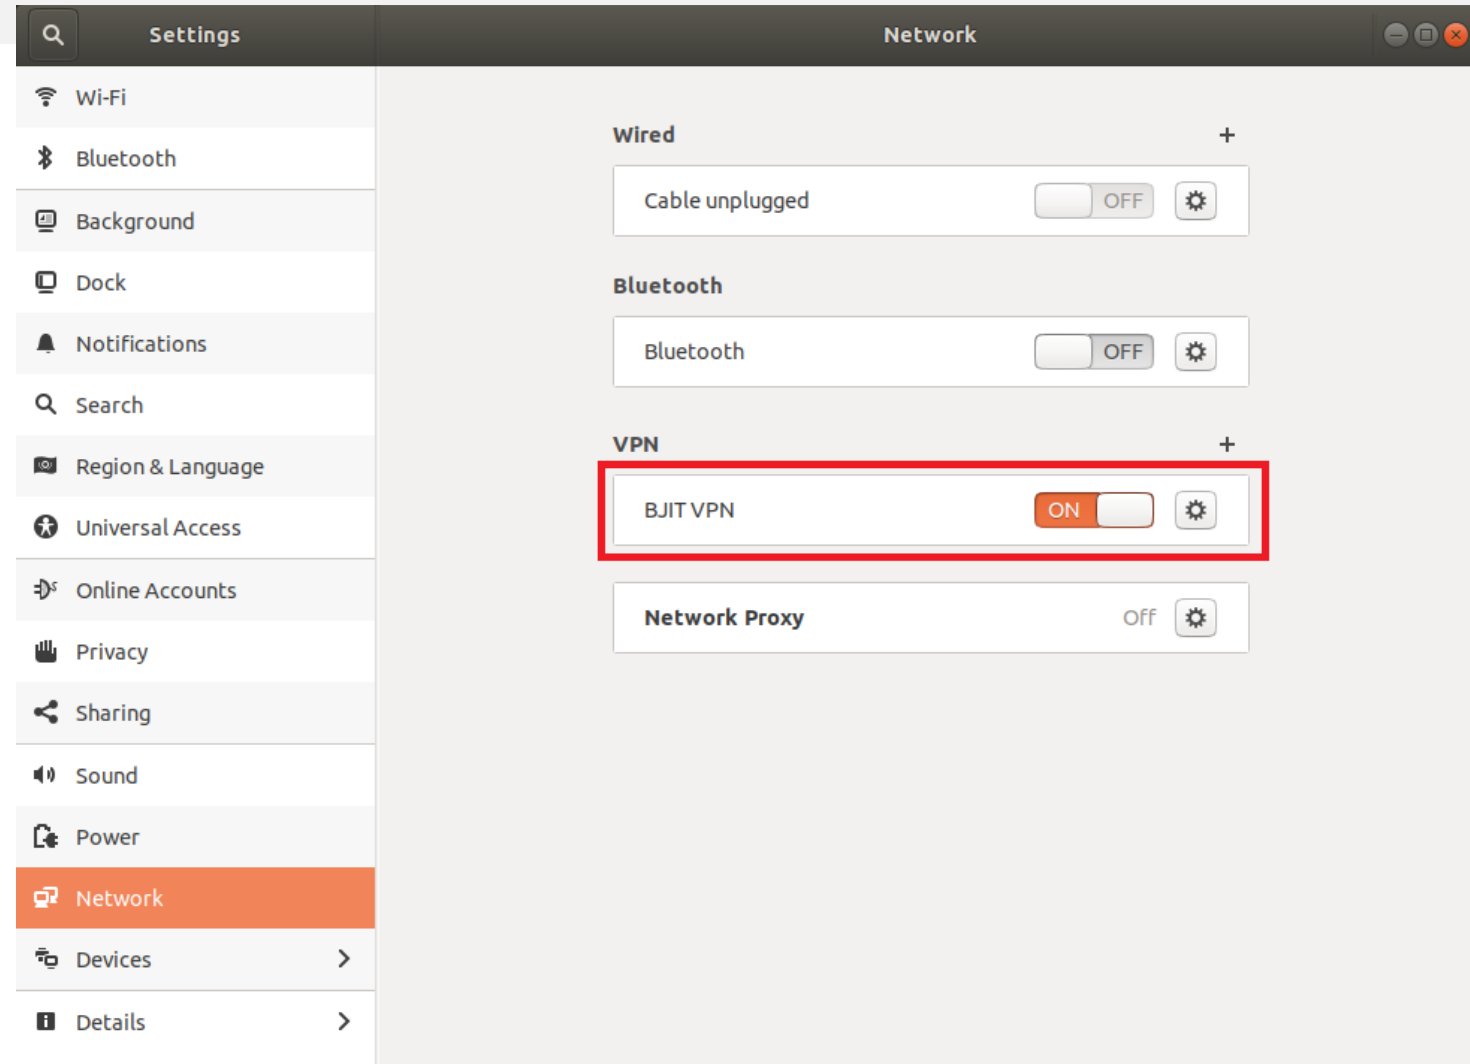 Settings
Network
Wi-Fi
Bluetooth
Background
Dock
Notifications
Search
Region & Language
Universal Access
Online Accounts
Privacy
Sharing
Sound
Power
Network
Devices
Details
Wired
Cable unplugged OFF
Bluetooth
Bluetooth OFF
VPN
BJIT VPN ON
Network Proxy Off